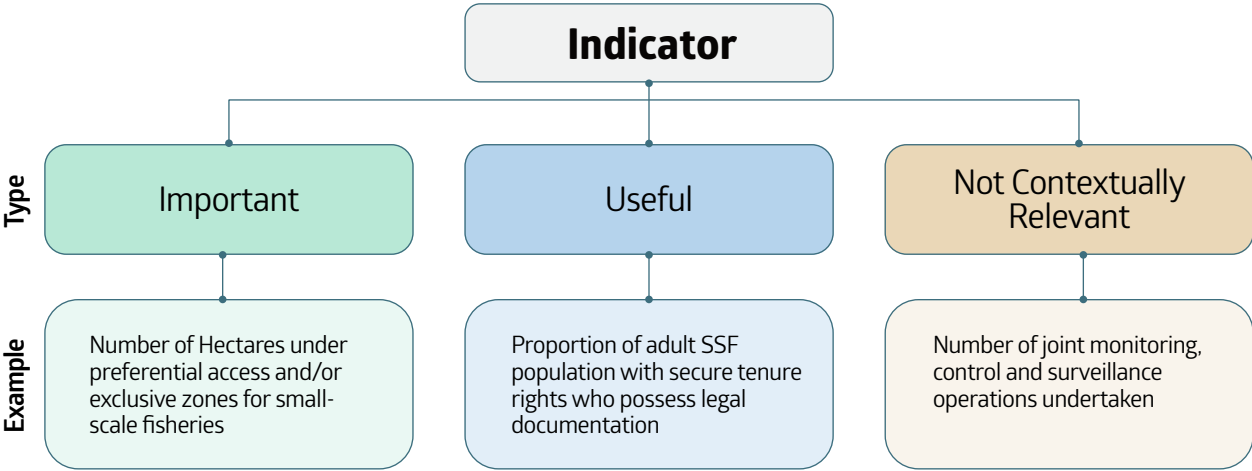 Indicator
Type
Important
Useful
Not Contextually
Relevant
Example
Number of Hectares under
preferential access and/or
exclusive zones for small-
scale fisheries
Proportion of adult SSF
population with secure tenure
rights who possess legal
documentation
Number of joint monitoring,
control and surveillance
operations undertaken